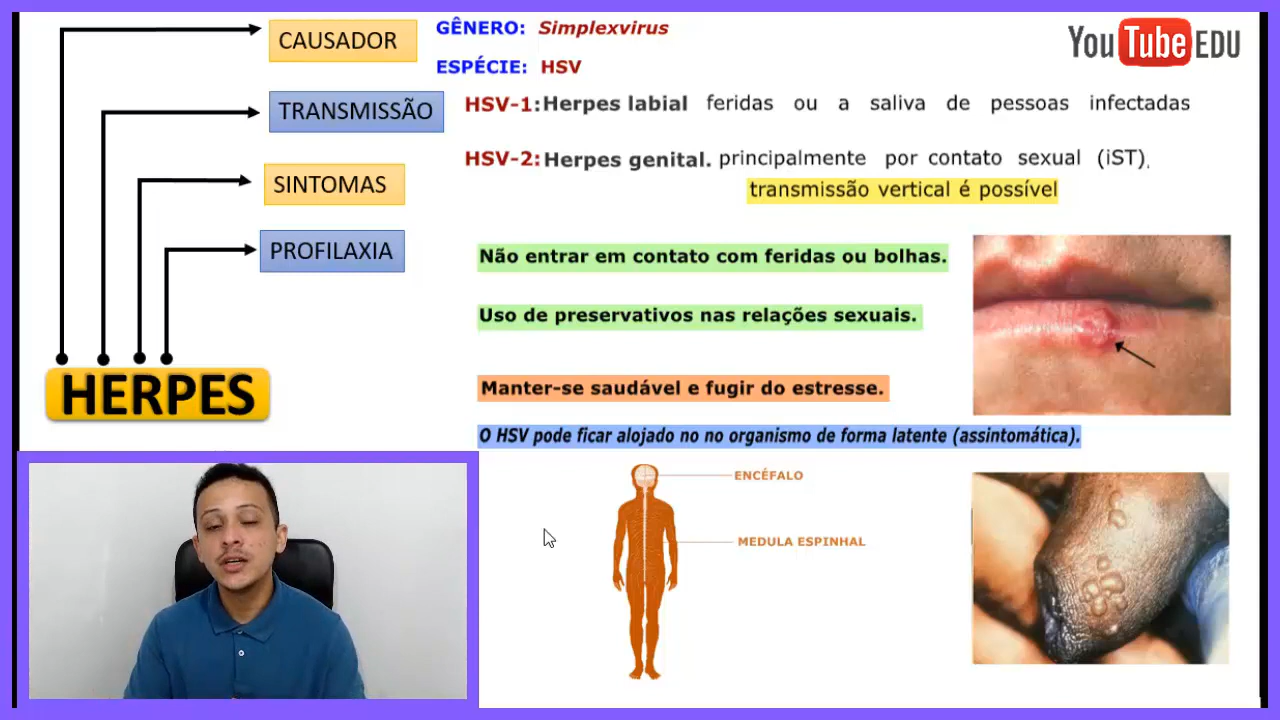 CAUSADOR
GÊNERO: Simplexvirus
ESPÉCIE: HSV
You Tube EDU
TRANSMISSÃO
HSV-1: Herpes labial feridas ou a saliva de pessoas infectadas
HSV-2: Herpes genital. principalmente por contato sexual (iST),
transmissão vertical é possível
SINTOMAS
PROFILAXIA
Não entrar em contato com feridas ou bolhas.
Uso de preservativos nas relações sexuais.
Manter-se saudável e fugir do estresse.
HERPES
O HSV pode ficar alojado no no organismo de forma latente (assintomática).
ENCÉFALO
MEDULA ESPINHAL